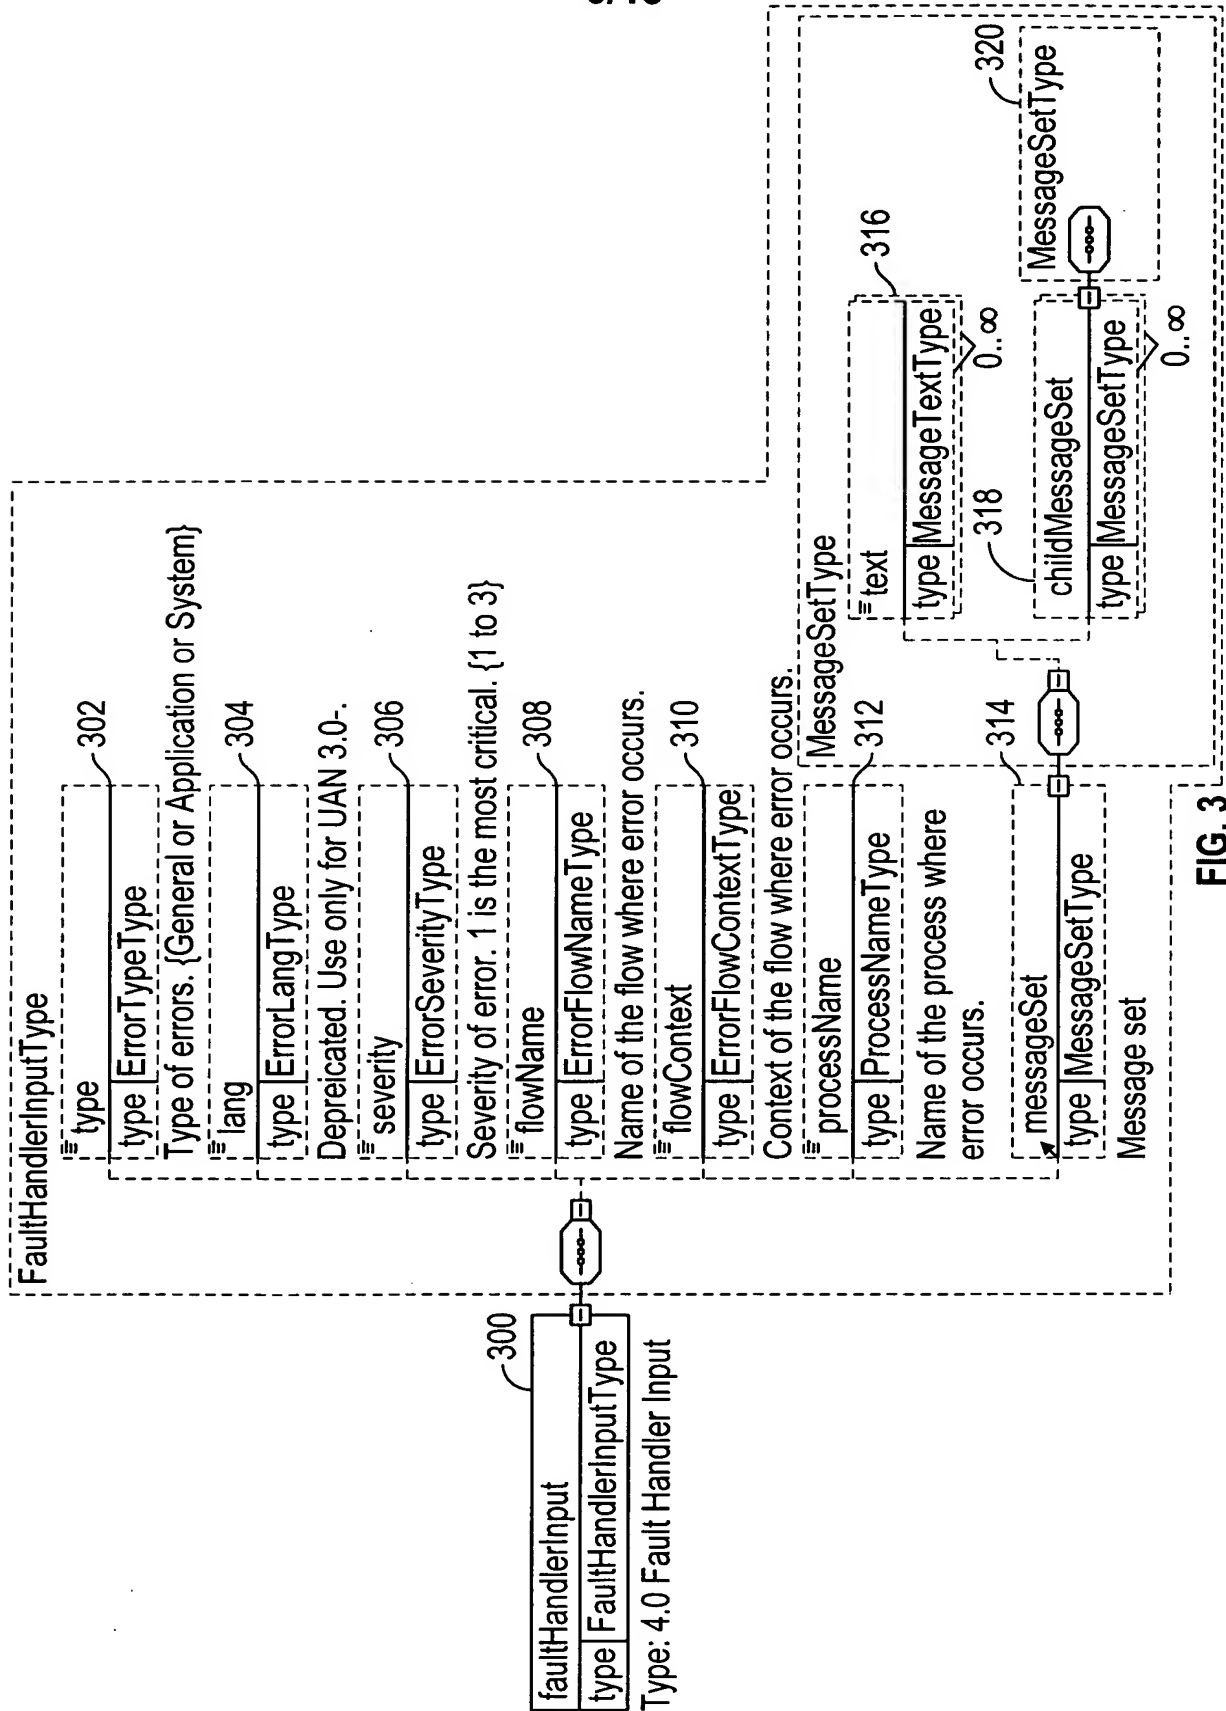 FaultHandlerInputType
300
faultHandlerInput
type FaultHandlerInputType
Type: 4.0 Fault Handler Input
302
type
type ErrorTypeType
Type of errors. {General or Application or System}
304
lang
type ErrorLangType
Depreicated. Use only for UAN 3.0-.
306
severity
type ErrorSeverityType
Severity of error. 1 is the most critical. {1 to 3}
308
flowName
type ErrorFlowNameType
Name of the flow where error occurs.
310
flowContext
type ErrorFlowContextType
Context of the flow where error occurs.
312
processName
type ProcessNameType
Name of the process where
error occurs.
314
messageSet
type MessageSetType
Message set
MessageSetType
316
text
type MessageTextType
0..∞
318
childMessageSet
type MessageSetType
0..∞
320
MessageSetType
FIG. 3